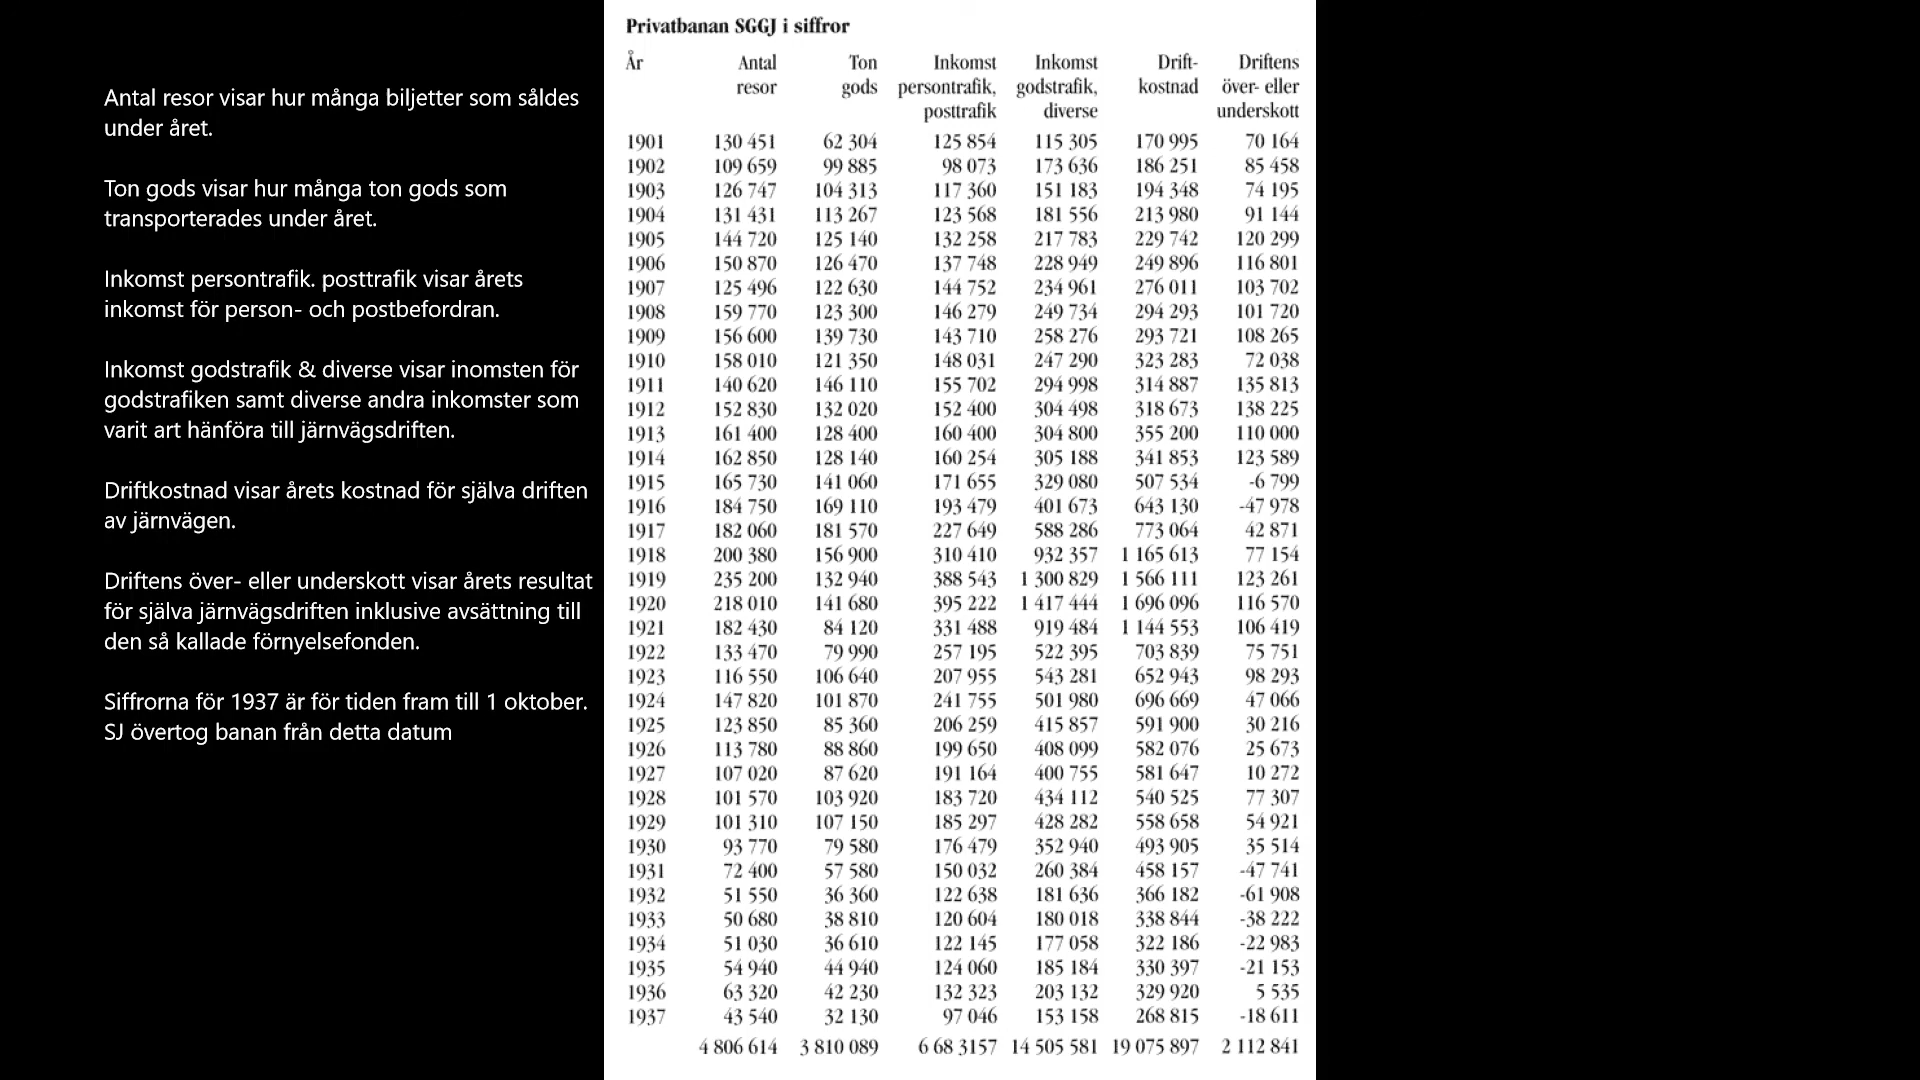 Antal resor visar hur många biljetter som såldes
under året.
Ton gods visar hur många ton gods som
transporterades under året.
Inkomst persontrafik. posttrafik visar årets
inkomst för person- och postbefordran.
Inkomst godstrafik & diverse visar inomsten för
godstrafiken samt diverse andra inkomster som
varit art hänföra till järnvägsdriften.
Driftkostnad visar årets kostnad för själva driften
av järnvägen.
Driftens över- eller underskott visar årets resultat
för själva järnvägsdriften inklusive avsättning till
den så kallade förnyelsefonden.
Siffrorna för 1937 är för tiden fram till 1 oktober.
SJ övertog banan från detta datum
Privatbanan SGGJ i siffror
År Antal Ton Inkomst Inkomst Drift- Driftens
resor gods persontrafik, godstrafik, kostnad över- eller
posttrafik diverse underskott
1901 130 451 62 304 125 854 115 305 170 995 70 164
1902 109 659 99 885 98 073 173 636 186 251 85 458
1903 126 747 104 313 117 360 151 183 194 348 74 195
1904 131 431 113 267 123 568 181 556 213 980 91 144
1905 144 720 125 140 132 258 217 783 229 742 120 299
1906 150 870 126 470 137 748 228 949 249 896 116 801
1907 125 496 122 630 144 752 234 961 276 011 103 702
1908 159 770 123 300 146 279 249 734 294 293 101 720
1909 156 600 139 730 143 710 258 276 293 721 108 265
1910 158 010 121 350 148 031 247 290 323 283 72 038
1911 140 620 146 110 155 702 294 998 314 887 135 813
1912 152 830 132 020 152 400 304 498 318 673 138 225
1913 161 400 128 400 160 400 304 800 355 200 110 000
1914 162 850 128 140 160 254 305 188 341 853 123 589
1915 165 730 141 060 171 655 329 080 507 534 -6 799
1916 184 750 169 110 193 479 401 673 643 130 -47 978
1917 182 060 181 570 227 649 588 286 773 064 42 871
1918 200 380 156 900 310 410 932 357 1 165 613 77 154
1919 235 200 132 940 388 543 1 300 829 1 566 111 123 261
1920 218 010 141 680 395 222 1 417 444 1 696 096 116 570
1921 182 430 84 120 331 488 919 484 1 144 553 106 419
1922 133 470 79 990 257 195 522 395 703 839 75 751
1923 116 550 106 640 207 955 543 281 652 943 98 293
1924 147 820 101 870 241 755 501 980 696 669 47 066
1925 123 850 85 360 206 259 415 857 591 900 30 216
1926 113 780 88 860 199 650 408 099 582 076 25 673
1927 107 020 87 620 191 164 400 755 581 647 10 272
1928 101 570 103 920 183 720 434 112 540 525 77 307
1929 101 310 107 150 185 297 428 282 558 658 54 921
1930 93 770 79 580 176 479 352 940 493 905 35 514
1931 72 400 57 580 150 032 260 384 458 157 -47 741
1932 51 550 36 360 122 638 181 636 366 182 -61 908
1933 50 680 38 810 120 604 180 018 338 844 -38 222
1934 51 030 36 610 122 145 177 058 322 186 -22 983
1935 54 940 44 940 124 060 185 184 330 397 -21 153
1936 63 320 42 230 132 323 203 132 329 920 5 535
1937 43 540 32 130 97 046 153 158 268 815 -18 611
4 806 614 3 810 089 6 68 3157 14 505 581 19 075 897 2 112 841